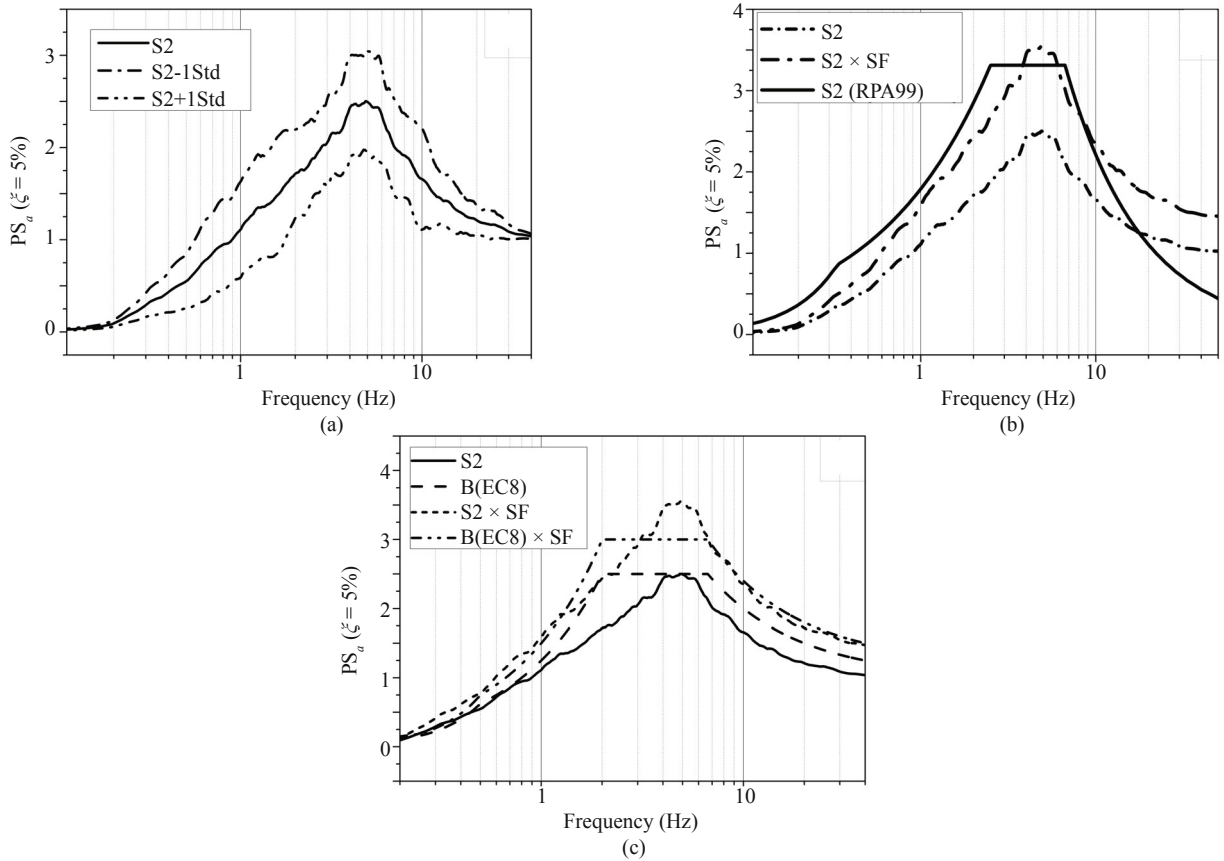 S2
S2-1Std
S2+1Std
3
2
1
0
PSa (ξ = 5%)
1
10
Frequency (Hz)
(a)
S2
S2 × SF
S2 (RPA99)
4
3
2
1
0
PSa (ξ = 5%)
1
10
Frequency (Hz)
(b)
S2
B(EC8)
S2 × SF
B(EC8) × SF
4
3
2
1
0
PSa (ξ = 5%)
1
10
Frequency (Hz)
(c)